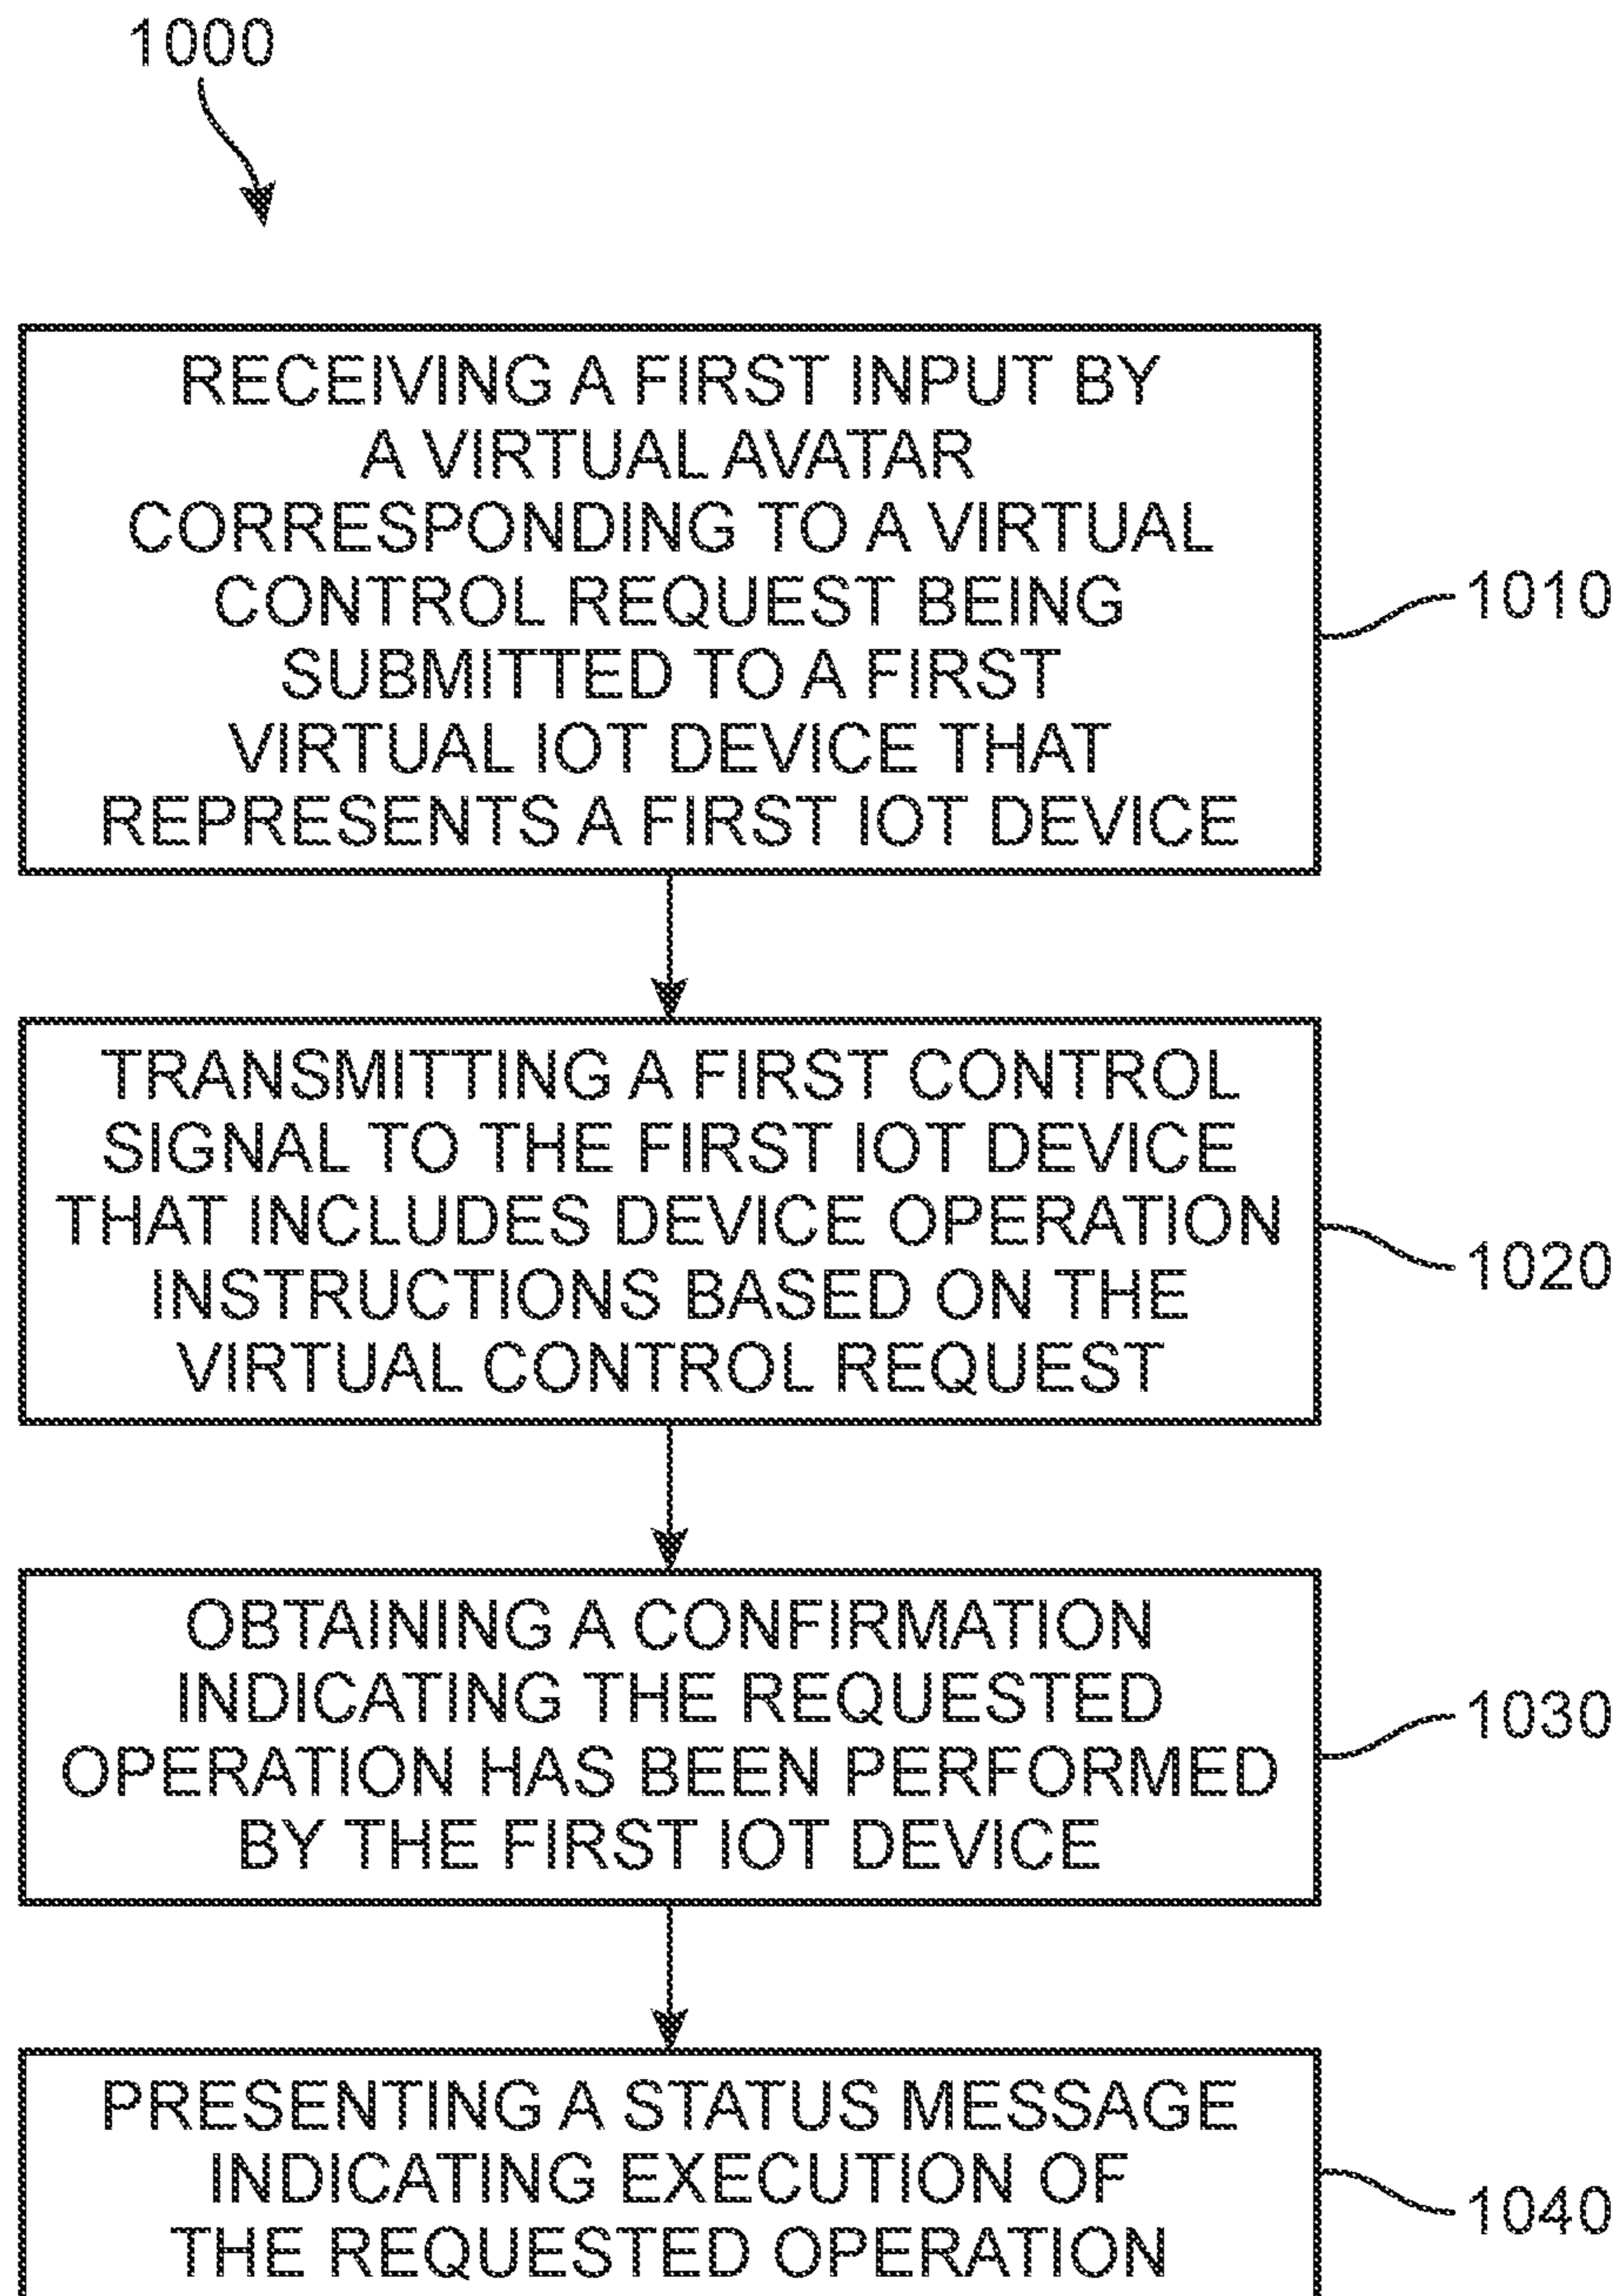 1000
RECEIVING A FIRST INPUT BY
A VIRTUAL AVATAR
CORRESPONDING TO A VIRTUAL
CONTROL REQUEST BEING
SUBMITTED TO A FIRST
VIRTUAL IOT DEVICE THAT
REPRESENTS A FIRST IOT DEVICE
1010
TRANSMITTING A FIRST CONTROL
SIGNAL TO THE FIRST IOT DEVICE
THAT INCLUDES DEVICE OPERATION
INSTRUCTIONS BASED ON THE
VIRTUAL CONTROL REQUEST
1020
OBTAINING A CONFIRMATION
INDICATING THE REQUESTED
OPERATION HAS BEEN PERFORMED
BY THE FIRST IOT DEVICE
1030
PRESENTING A STATUS MESSAGE
INDICATING EXECUTION OF
THE REQUESTED OPERATION
1040